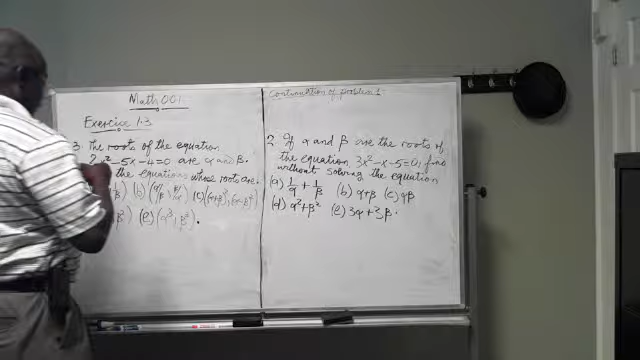 Math 001
Exercise 1.3
3. The roots of the equation
2x²-5x-4=0 are α and β.
the equations whose roots are.
(b) (α/β, β/α) (c)
β) (e) (α³, β³).
Continuation of problem 1.
2. If α and β are the roots of
the equation 3x²-x-5=0, find
without solving the equation
(a) 1/α + 1/β (b) α+β (c) αβ
(d) α²+β² (e) 3α+3β.